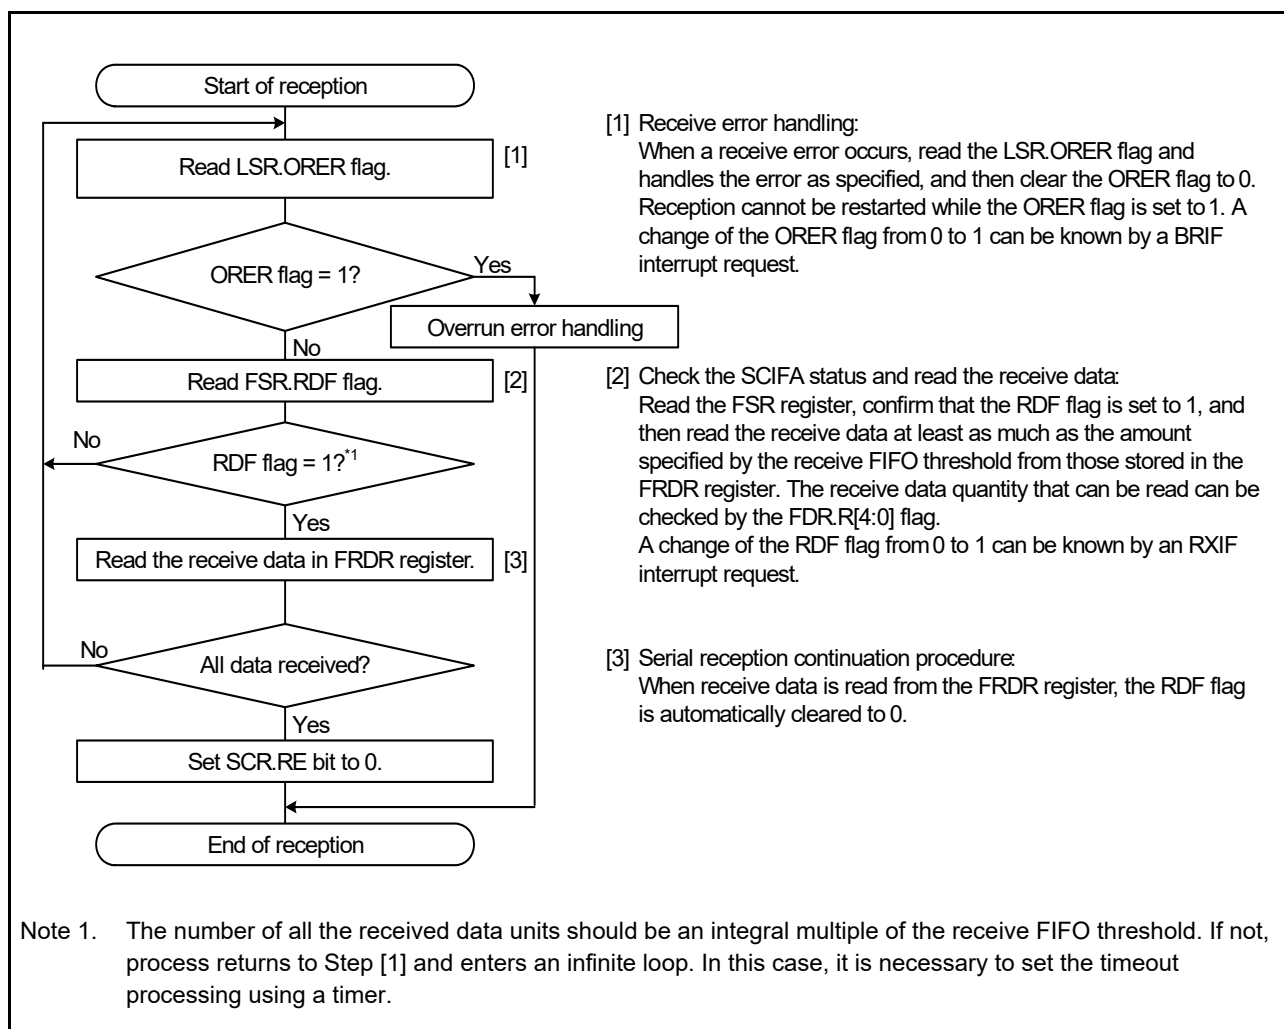 Start of reception
Read LSR.ORER flag.
[1]
ORER flag = 1?
Yes
Overrun error handling
No
Read FSR.RDF flag.
[2]
No
RDF flag = 1?*1
Yes
Read the receive data in FRDR register.
[3]
No
All data received?
Yes
Set SCR.RE bit to 0.
End of reception
[1] Receive error handling:
When a receive error occurs, read the LSR.ORER flag and
handles the error as specified, and then clear the ORER flag to 0.
Reception cannot be restarted while the ORER flag is set to 1. A
change of the ORER flag from 0 to 1 can be known by a BRIF
interrupt request.
[2] Check the SCIFA status and read the receive data:
Read the FSR register, confirm that the RDF flag is set to 1, and
then read the receive data at least as much as the amount
specified by the receive FIFO threshold from those stored in the
FRDR register. The receive data quantity that can be read can be
checked by the FDR.R[4:0] flag.
A change of the RDF flag from 0 to 1 can be known by an RXIF
interrupt request.
[3] Serial reception continuation procedure:
When receive data is read from the FRDR register, the RDF flag
is automatically cleared to 0.
Note 1. The number of all the received data units should be an integral multiple of the receive FIFO threshold. If not,
process returns to Step [1] and enters an infinite loop. In this case, it is necessary to set the timeout
processing using a timer.